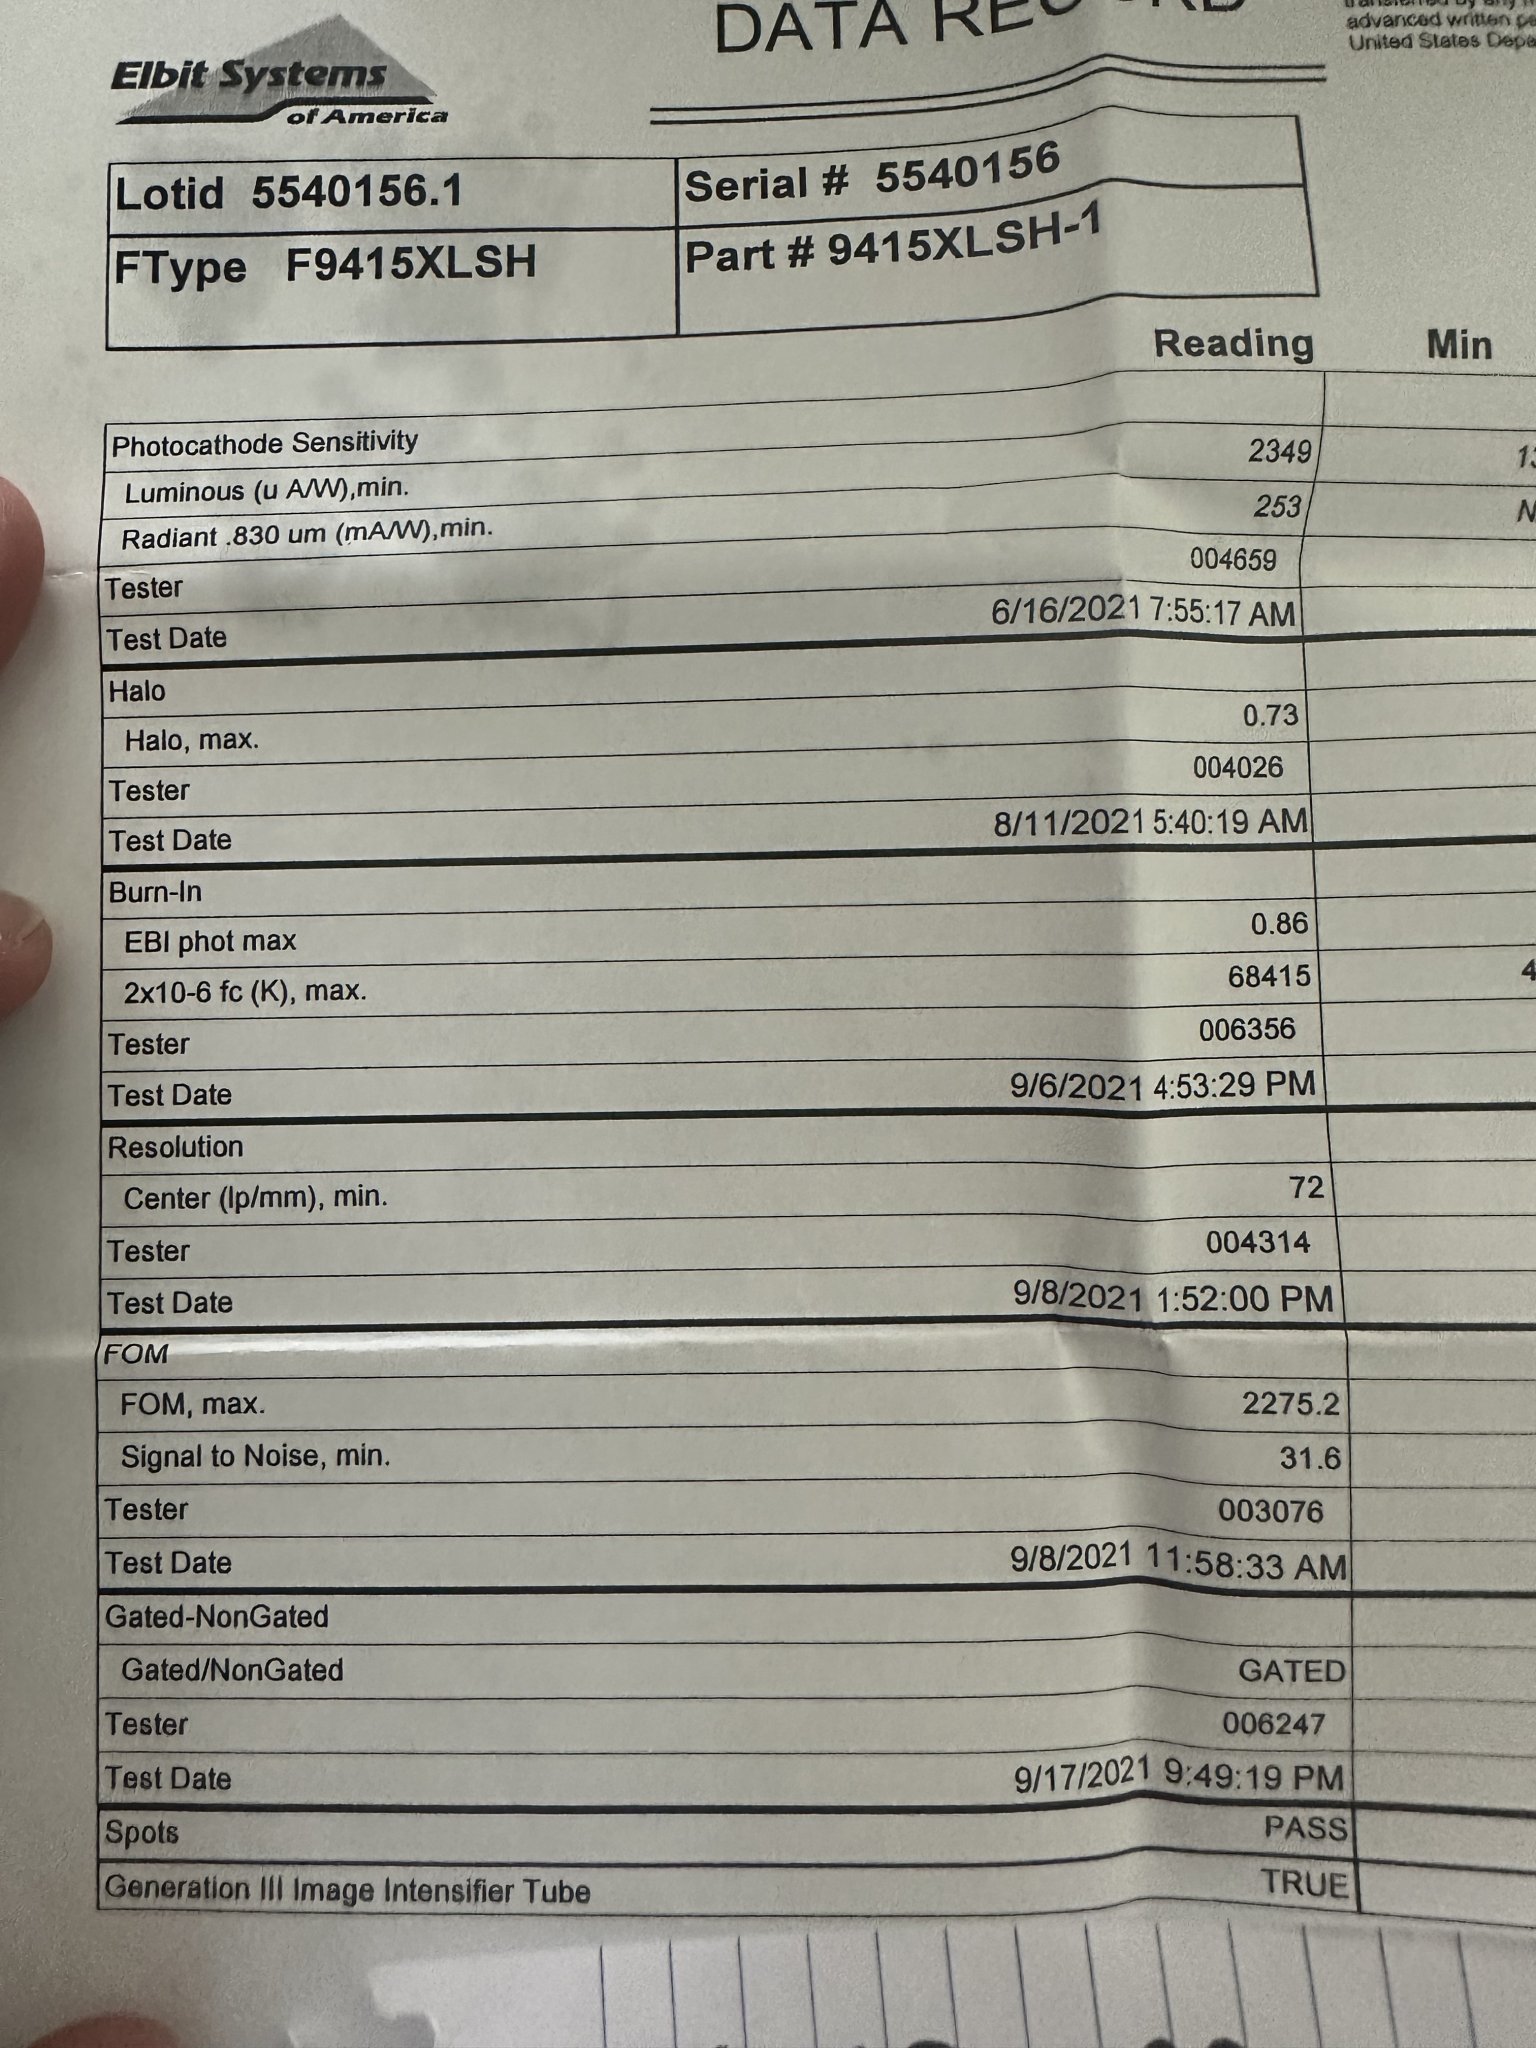 DATA RECORD
advanced written
United States
Elbit Systems
of America
Lotid 5540156.1
Serial # 5540156
FType F9415XLSH
Part # 9415XLSH-1
Reading Min
Photocathode Sensitivity
Luminous (u A/W),min. 2349
Radiant .830 um (mA/W),min. 253
Tester 004659
Test Date 6/16/2021 7:55:17 AM
Halo
Halo, max. 0.73
Tester 004026
Test Date 8/11/2021 5:40:19 AM
Burn-In
EBI phot max 0.86
2x10-6 fc (K), max. 68415
Tester 006356
Test Date 9/6/2021 4:53:29 PM
Resolution
Center (lp/mm), min. 72
Tester 004314
Test Date 9/8/2021 1:52:00 PM
FOM
FOM, max. 2275.2
Signal to Noise, min. 31.6
Tester 003076
Test Date 9/8/2021 11:58:33 AM
Gated-NonGated
Gated/NonGated GATED
Tester 006247
Test Date 9/17/2021 9:49:19 PM
Spots PASS
Generation III Image Intensifier Tube TRUE